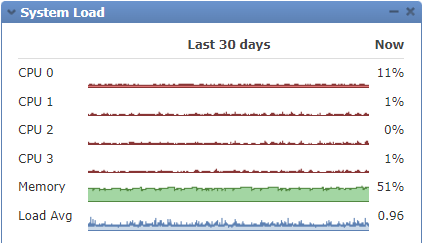 System Load
Last 30 days Now
CPU 0 11%
CPU 1 1%
CPU 2 0%
CPU 3 1%
Memory 51%
Load Avg 0.96